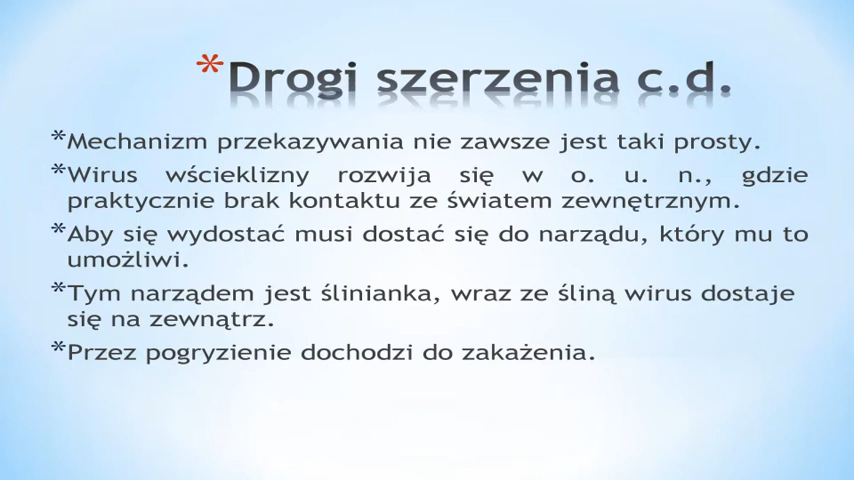 *Drogi szerzenia c.d.
*Mechanizm przekazywania nie zawsze jest taki prosty.
*Wirus wścieklizny rozwija się w o. u. n., gdzie
praktycznie brak kontaktu ze światem zewnętrznym.
*Aby się wydostać musi dostać się do narządu, który mu to
umożliwi.
*Tym narządem jest ślinianka, wraz ze śliną wirus dostaje
się na zewnątrz.
*Przez pogryzienie dochodzi do zakażenia.